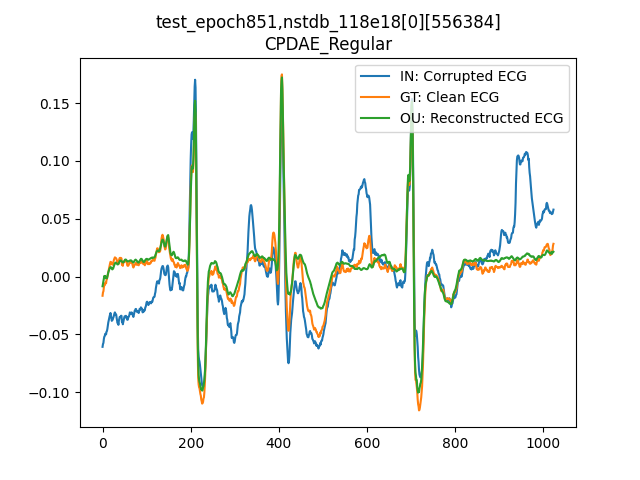 test_epoch851,nstdb_118e18[0][556384]
CPDAE_Regular
IN: Corrupted ECG
GT: Clean ECG
OU: Reconstructed ECG
0.15
0.10
0.05
0.00
−0.05
−0.10
0 200 400 600 800 1000